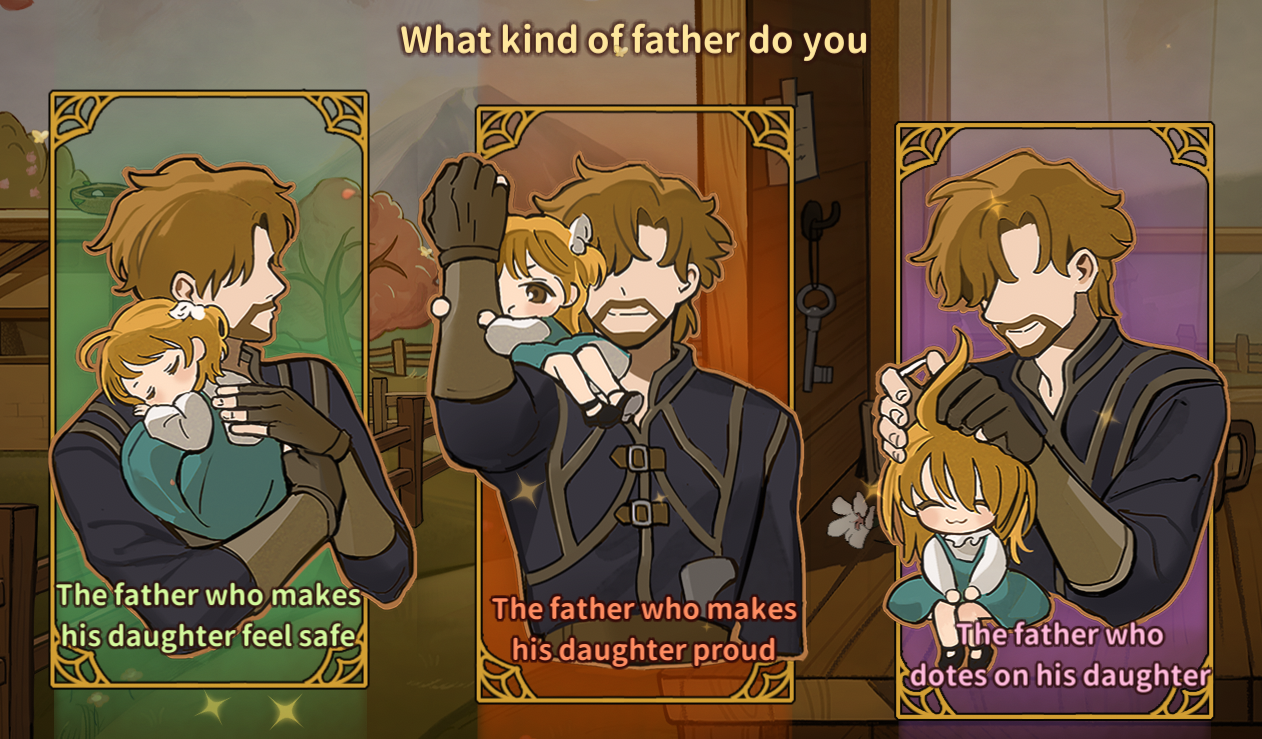 What kind of father do you
The father who makes
his daughter feel safe
The father who makes
his daughter proud
The father who
dotes on his daughter